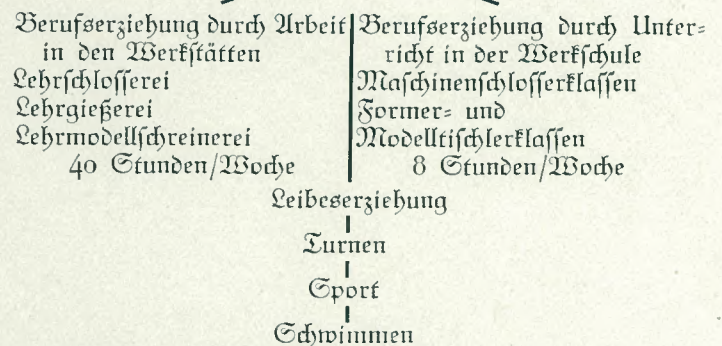 Berufserziehung durch Arbeit
in den Werkstätten
Lehrschlosserei
Lehrgießerei
Lehrmodellschreinerei
40 Stunden/Woche
Berufserziehung durch Unter=
richt in der Werkschule
Maschinenschlosserklassen
Former= und
Modelltischlerklassen
8 Stunden/Woche
Leibeserziehung
Turnen
Sport
Schwimmen